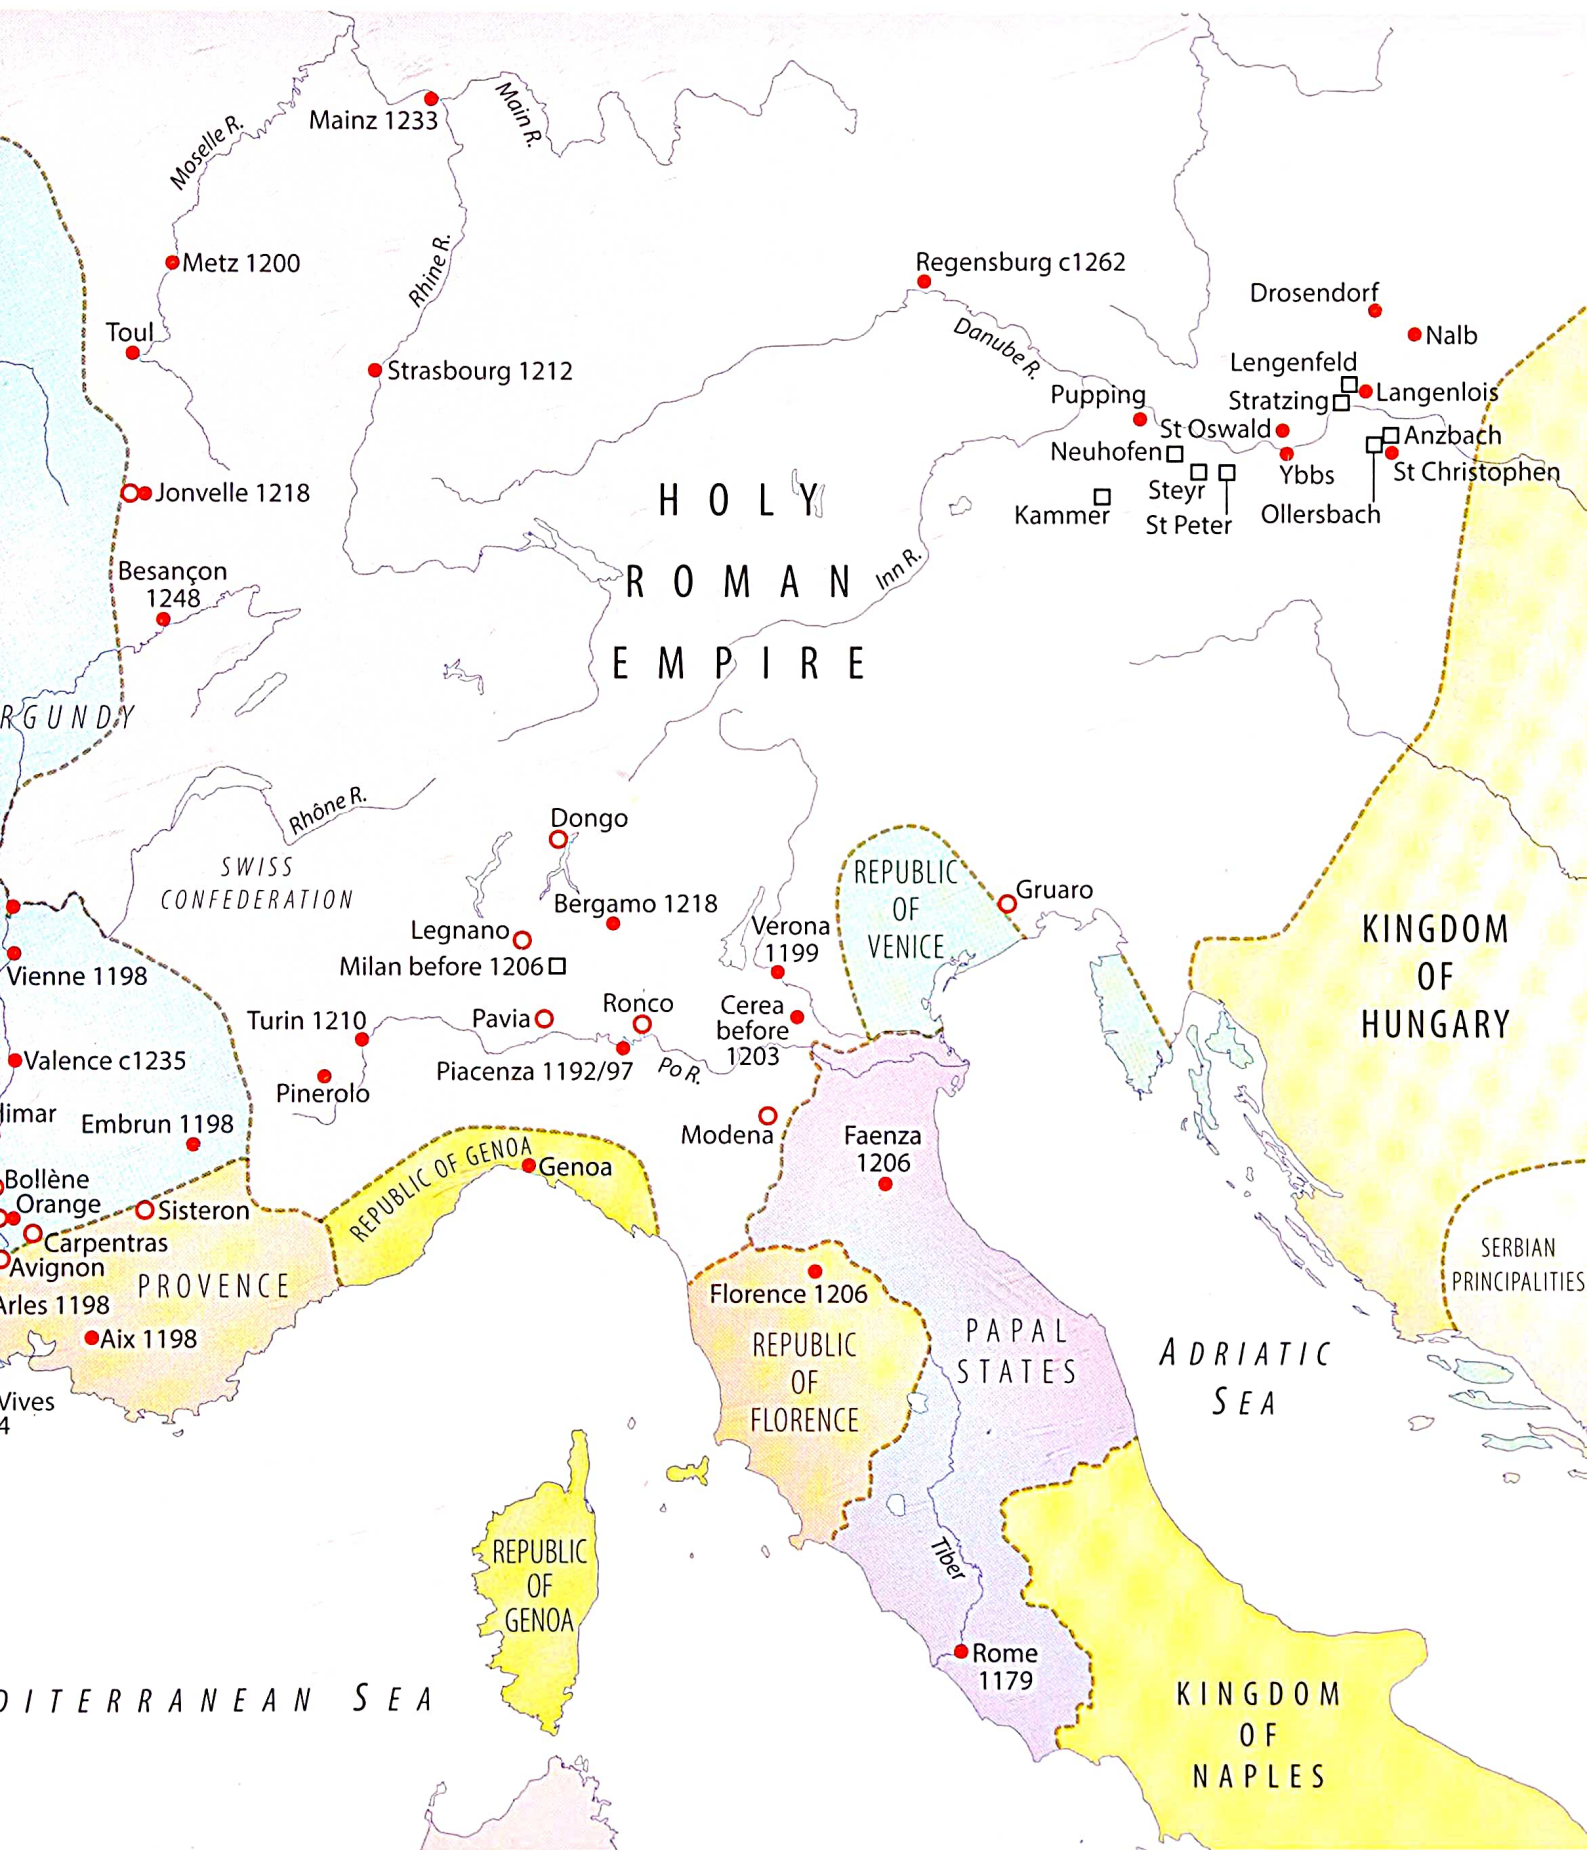 Mainz 1233
Main R.
Moselle R.
Metz 1200
Rhine R.
Toul
Strasbourg 1212
Regensburg c1262
Danube R.
Drosendorf
Nalb
Lengenfeld
Langenlois
Stratzing
Pupping
St Oswald
Anzbach
Neuhofen
Ybbs
St Christophen
Steyr
St Peter
Ollersbach
Kammer
Jonvelle 1218
HOLY
ROMAN
EMPIRE
Inn R.
Besançon
1248
RGUNDY
Rhône R.
SWISS
CONFEDERATION
Dongo
Bergamo 1218
Legnano
Milan before 1206
Verona
1199
REPUBLIC
OF
VENICE
Gruaro
KINGDOM
OF
HUNGARY
Vienne 1198
Turin 1210
Pavia
Ronco
Cerea
before
1203
Piacenza 1192/97
Po R.
Valence c1235
Pinerolo
limar
Embrun 1198
Modena
Faenza
1206
REPUBLIC OF GENOA
Genoa
Bollène
Orange
Sisteron
Carpentras
Avignon
PROVENCE
Arles 1198
Aix 1198
Vives
4
Florence 1206
REPUBLIC
OF
FLORENCE
PAPAL
STATES
ADRIATIC
SEA
SERBIAN
PRINCIPALITIES
REPUBLIC
OF
GENOA
Tiber
Rome
1179
DITERRANEAN SEA
KINGDOM
OF
NAPLES